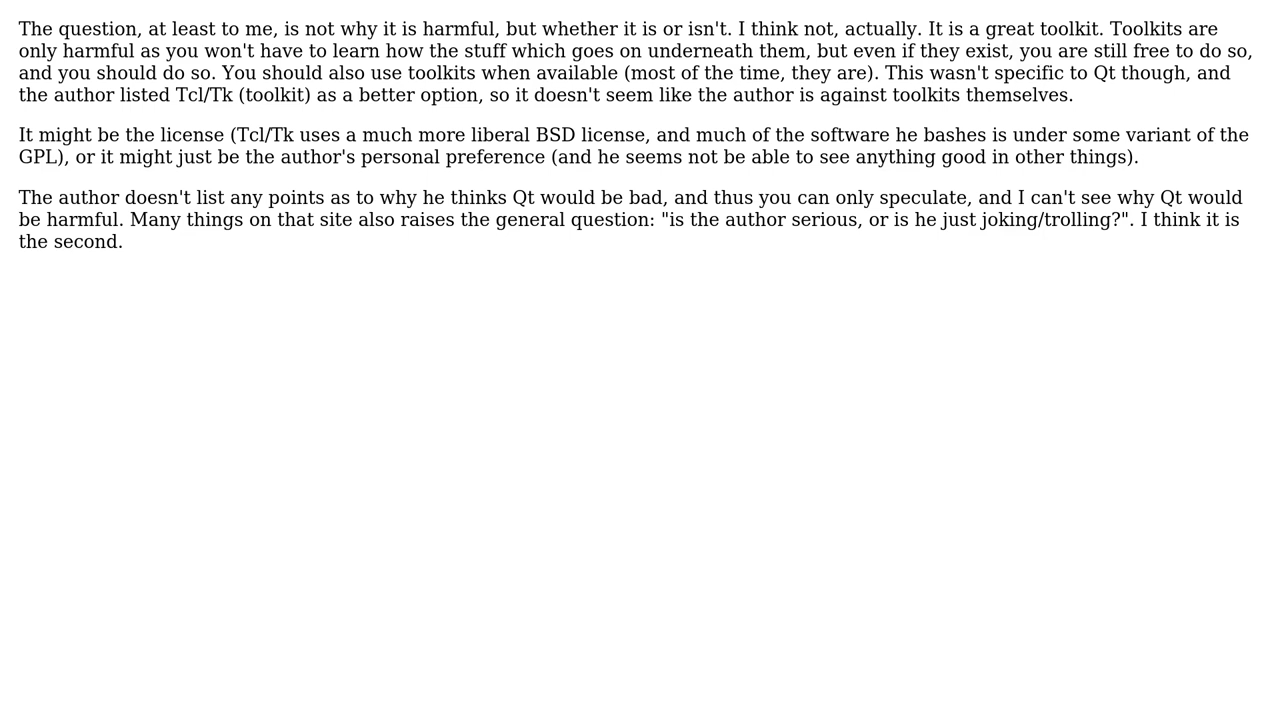 The question, at least to me, is not why it is harmful, but whether it is or isn't. I think not, actually. It is a great toolkit. Toolkits are
only harmful as you won't have to learn how the stuff which goes on underneath them, but even if they exist, you are still free to do so,
and you should do so. You should also use toolkits when available (most of the time, they are). This wasn't specific to Qt though, and
the author listed Tcl/Tk (toolkit) as a better option, so it doesn't seem like the author is against toolkits themselves.
It might be the license (Tcl/Tk uses a much more liberal BSD license, and much of the software he bashes is under some variant of the
GPL), or it might just be the author's personal preference (and he seems not be able to see anything good in other things).
The author doesn't list any points as to why he thinks Qt would be bad, and thus you can only speculate, and I can't see why Qt would
be harmful. Many things on that site also raises the general question: "is the author serious, or is he just joking/trolling?". I think it is
the second.